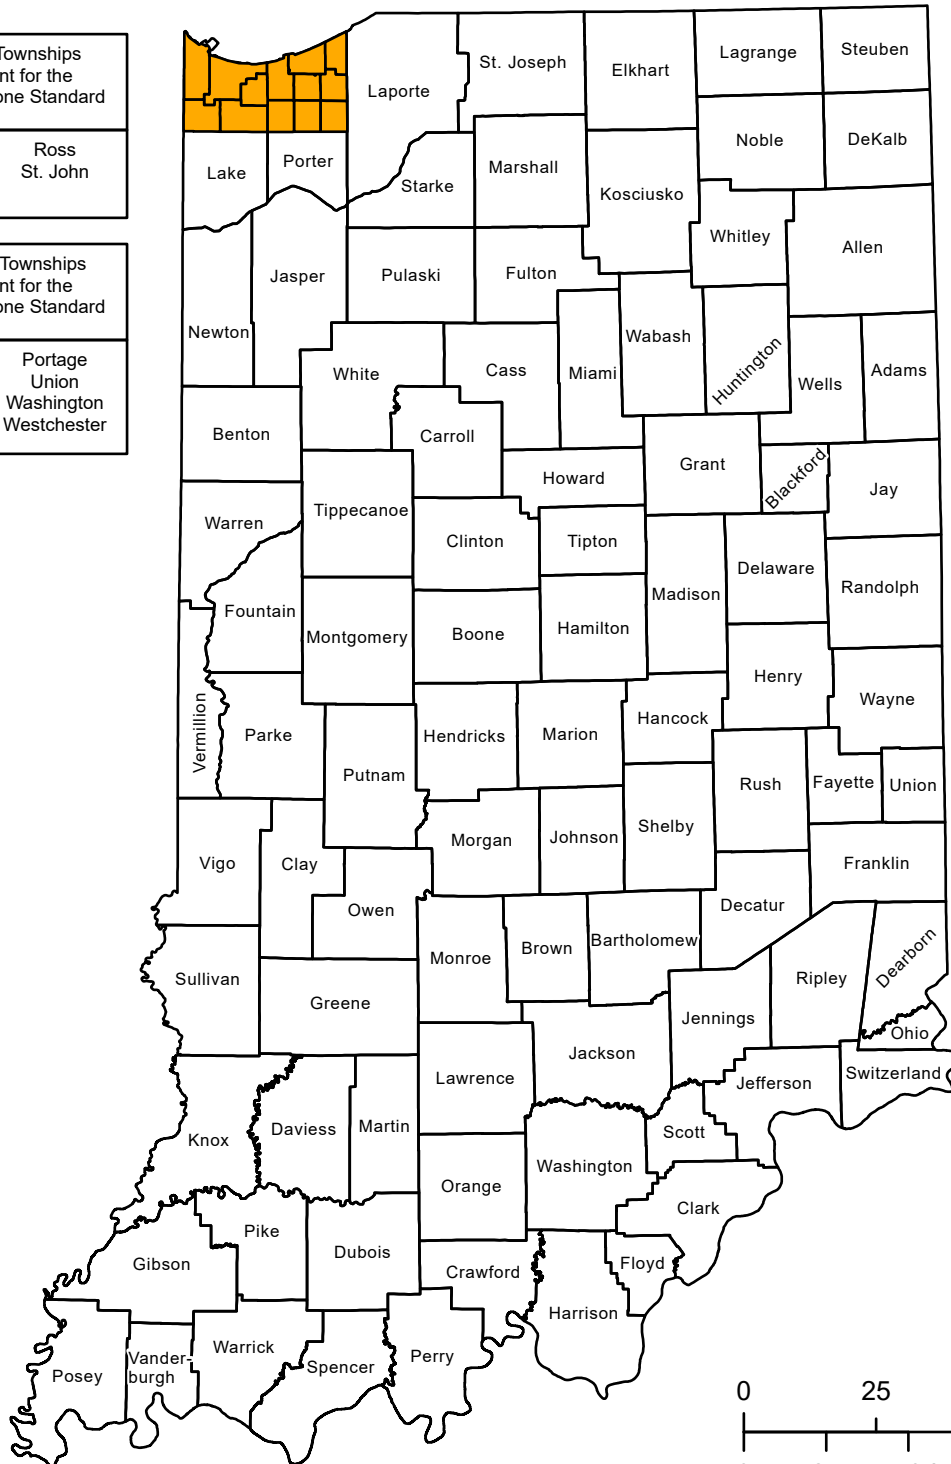 Townships
nt for the
one Standard
Ross
St. John
Townships
nt for the
one Standard
Portage
Union
Washington
Westchester
Lake
Porter
Laporte
St. Joseph
Elkhart
Lagrange
Steuben
Noble
DeKalb
Starke
Marshall
Kosciusko
Whitley
Allen
Newton
Jasper
Pulaski
Fulton
White
Cass
Miami
Wabash
Huntington
Wells
Adams
Benton
Carroll
Howard
Grant
Blackford
Jay
Warren
Tippecanoe
Clinton
Tipton
Madison
Delaware
Randolph
Fountain
Montgomery
Boone
Hamilton
Henry
Wayne
Vermillion
Parke
Putnam
Hendricks
Marion
Hancock
Rush
Fayette
Union
Vigo
Clay
Owen
Morgan
Johnson
Shelby
Decatur
Franklin
Sullivan
Greene
Monroe
Brown
Bartholomew
Jennings
Ripley
Dearborn
Ohio
Knox
Daviess
Martin
Lawrence
Jackson
Jefferson
Switzerland
Scott
Washington
Orange
Clark
Gibson
Pike
Dubois
Crawford
Floyd
Harrison
Posey
Vander-
burgh
Warrick
Spencer
Perry
0
25